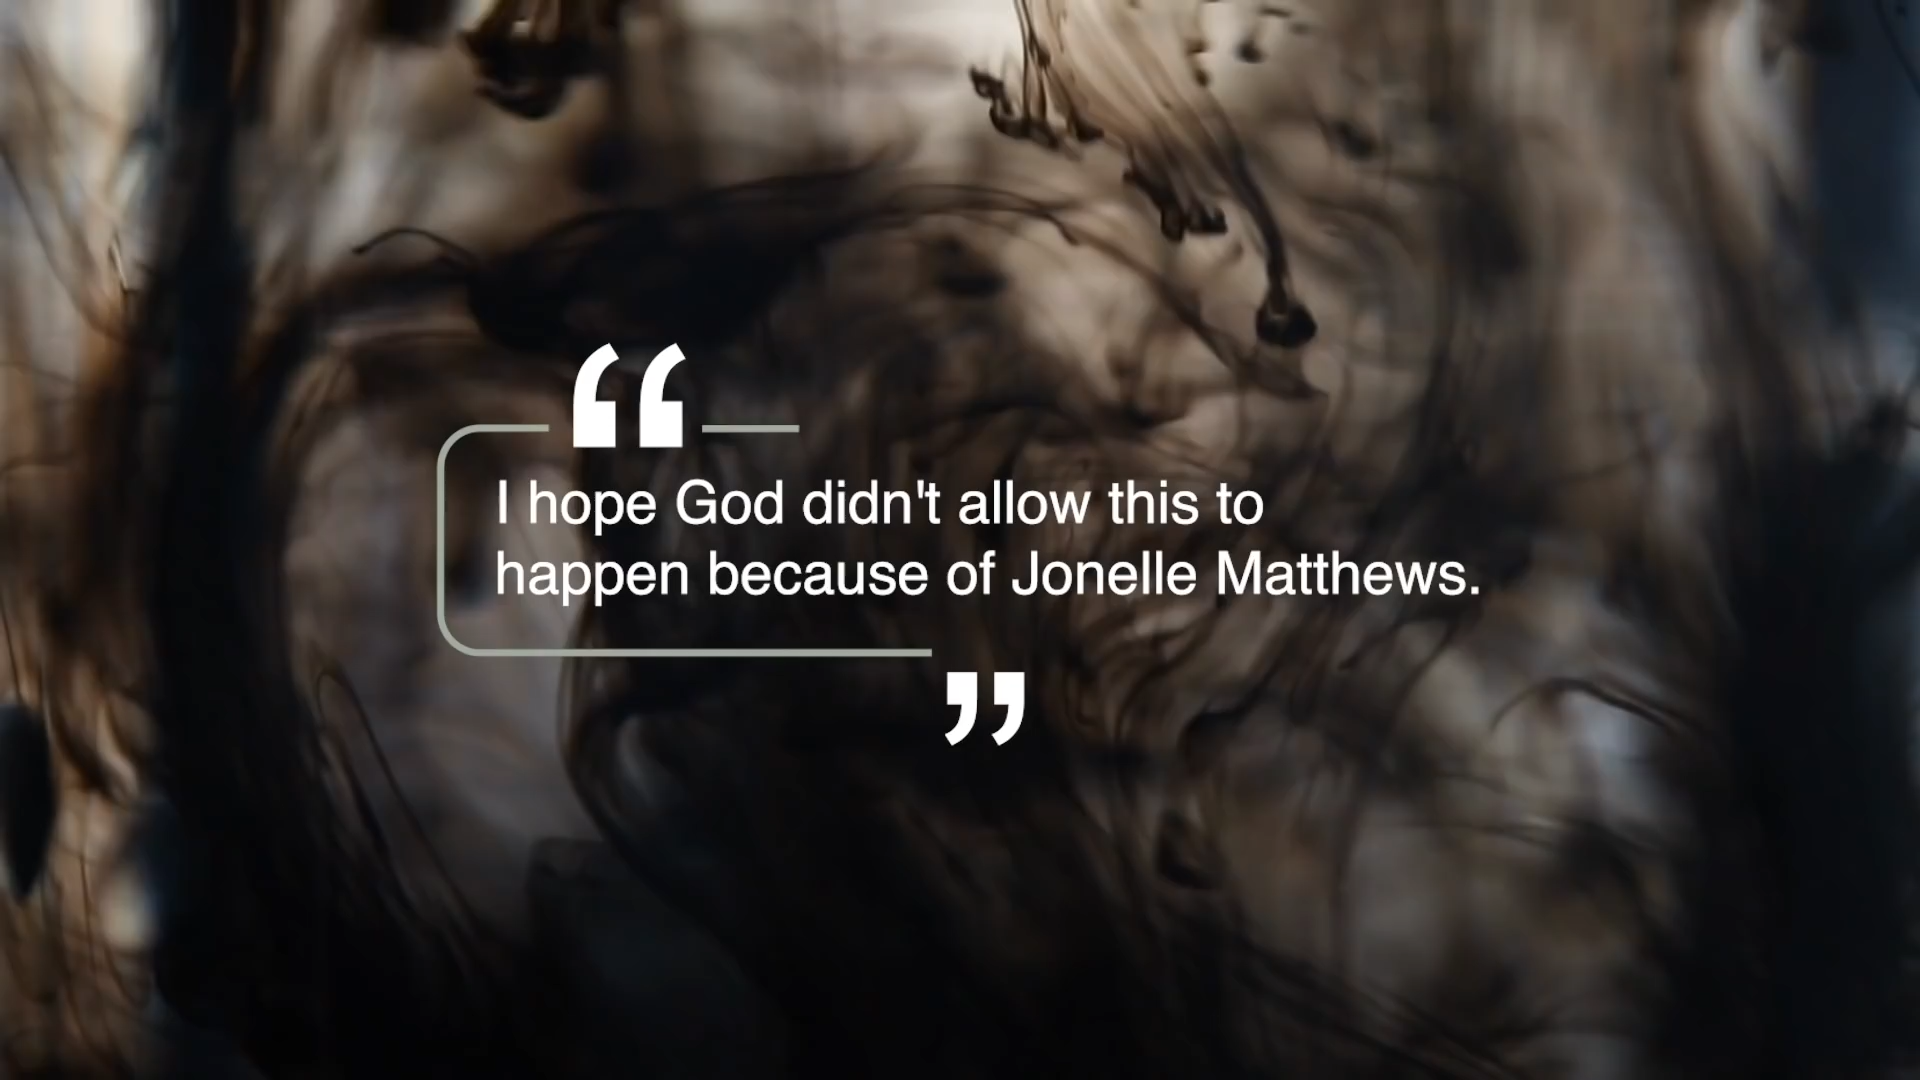 “
I hope God didn't allow this to
happen because of Jonelle Matthews.
”